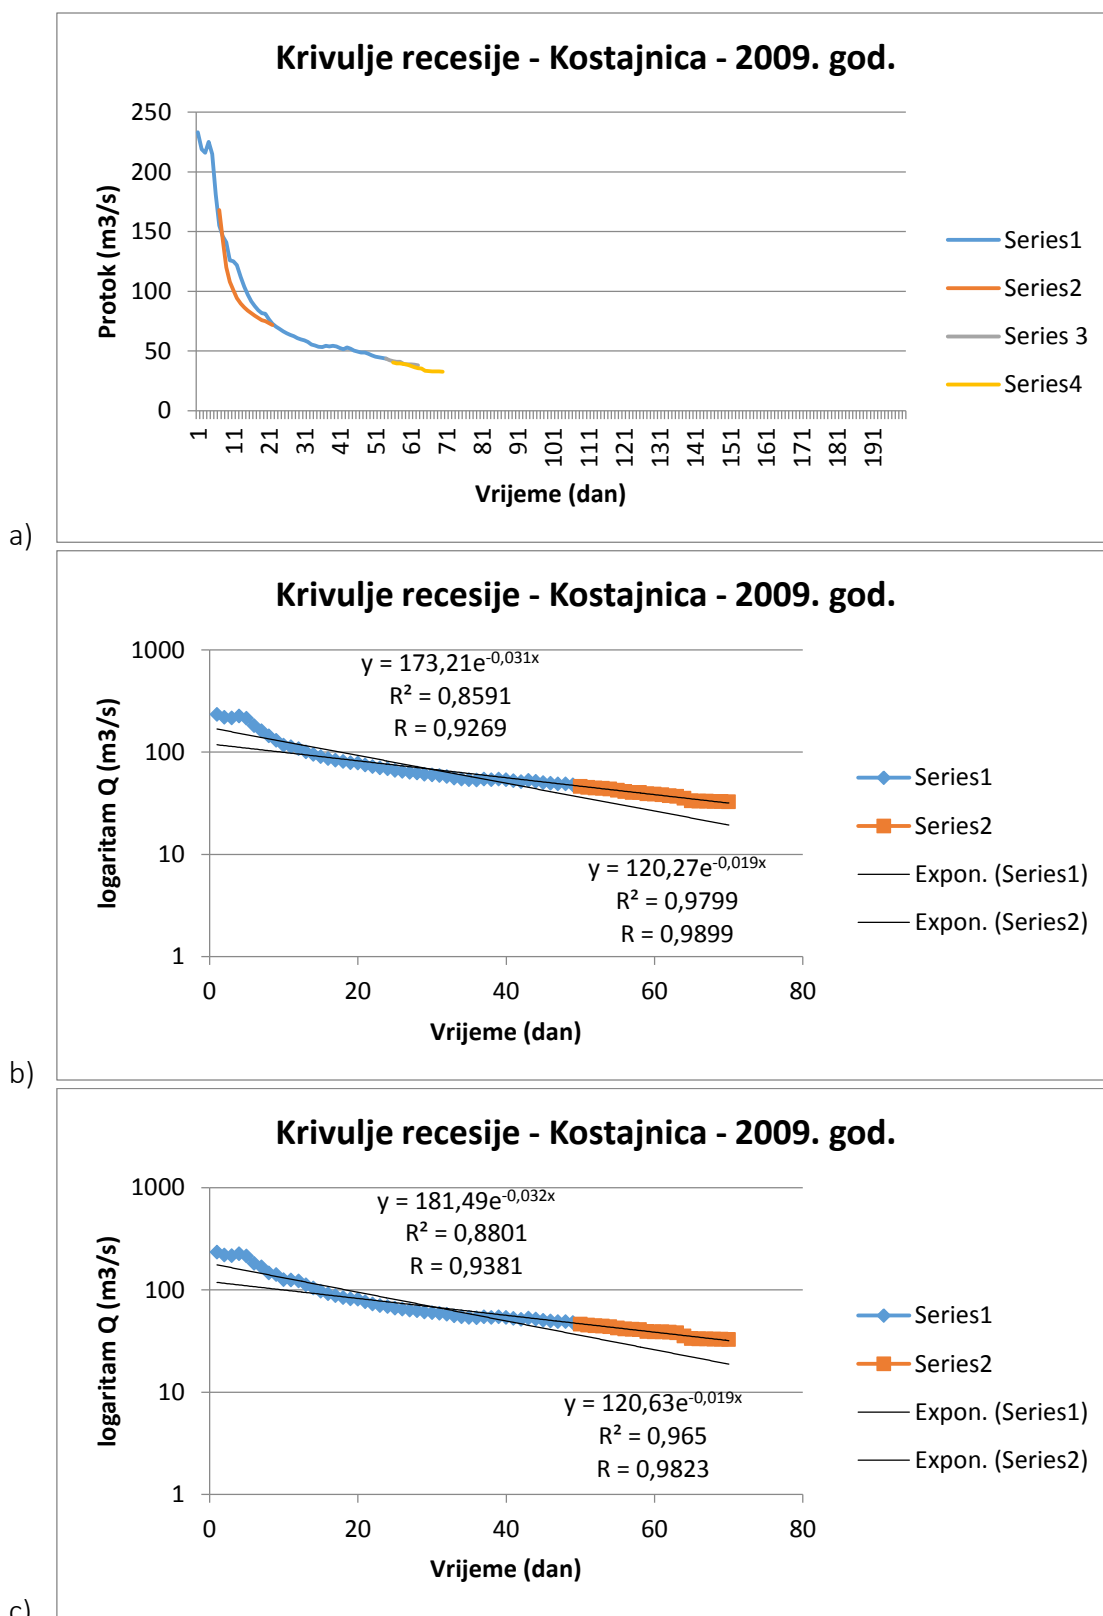 Krivulje recesije - Kostajnica - 2009. god.
250
200
150
100
50
0
Protok (m3/s)
1
11
21
31
41
51
61
71
81
91
101
111
121
131
141
151
161
171
181
191
Vrijeme (dan)
Series1
Series2
Series 3
Series4
a)
Krivulje recesije - Kostajnica - 2009. god.
1000
100
10
1
logaritam Q (m3/s)
y = 173,21e^-0,031x
R² = 0,8591
R = 0,9269
y = 120,27e^-0,019x
R² = 0,9799
R = 0,9899
0
20
40
60
80
Vrijeme (dan)
Series1
Series2
Expon. (Series1)
Expon. (Series2)
b)
Krivulje recesije - Kostajnica - 2009. god.
1000
100
10
1
logaritam Q (m3/s)
y = 181,49e^-0,032x
R² = 0,8801
R = 0,9381
y = 120,63e^-0,019x
R² = 0,965
R = 0,9823
0
20
40
60
80
Vrijeme (dan)
Series1
Series2
Expon. (Series1)
Expon. (Series2)
c)